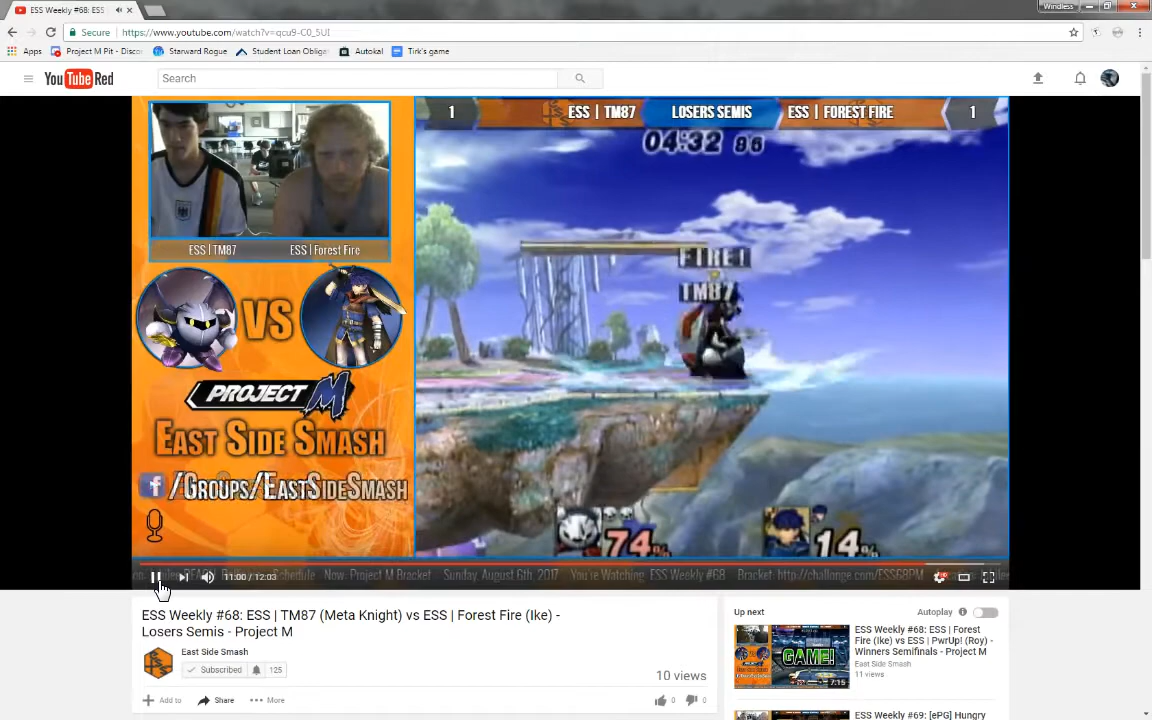 ESS Weekly #68: ESS |
Windless
Secure
https://www.youtube.com/watch?v=qcu9-C0_5UI
Apps
Project M Pit - Disco
Starward Rogue
Student Loan Obliga
Autokal
Tirk's game
YouTube Red
Search
1
ESS | TM87
LOSERS SEMIS
ESS | FOREST FIRE
1
04:32 86
FIRE!
TM87
ESS | TM87
ESS | Forest Fire
VS
PROJECT M
EAST SIDE SMASH
f /GROUPS/EASTSIDESMASH
74%
14%
11:00 / 12:03
Schedule
Now: Project M Bracket
Sunday, August 6th, 2017
You're Watching: ESS Weekly #68
Bracket: http://challonge.com/ESS68PM
ESS Weekly #68: ESS | TM87 (Meta Knight) vs ESS | Forest Fire (Ike) -
Losers Semis - Project M
East Side Smash
Subscribed
125
10 views
Add to
Share
More
0
0
Up next
Autoplay
ESS Weekly #68: ESS | Forest
Fire (Ike) vs ESS | PwrUp! (Roy) -
Winners Semifinals - Project M
East Side Smash
11 views
GAME!
7:15
ESS Weekly #69: [ePG] Hungry